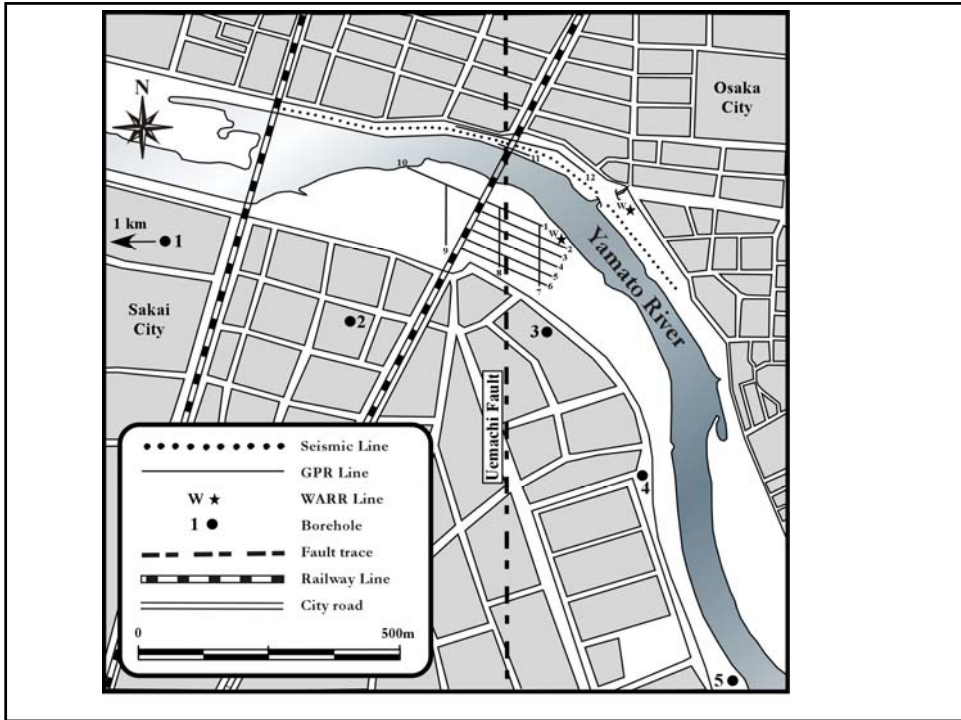 N
Osaka
City
10
11
12
W
1 km
1
9
8
W
1
2
3
4
5
6
7
Yamato River
Sakai
City
2
3
Uemachi Fault
4
Seismic Line
GPR Line
W WARR Line
1 Borehole
Fault trace
Railway Line
City road
0 500m
5